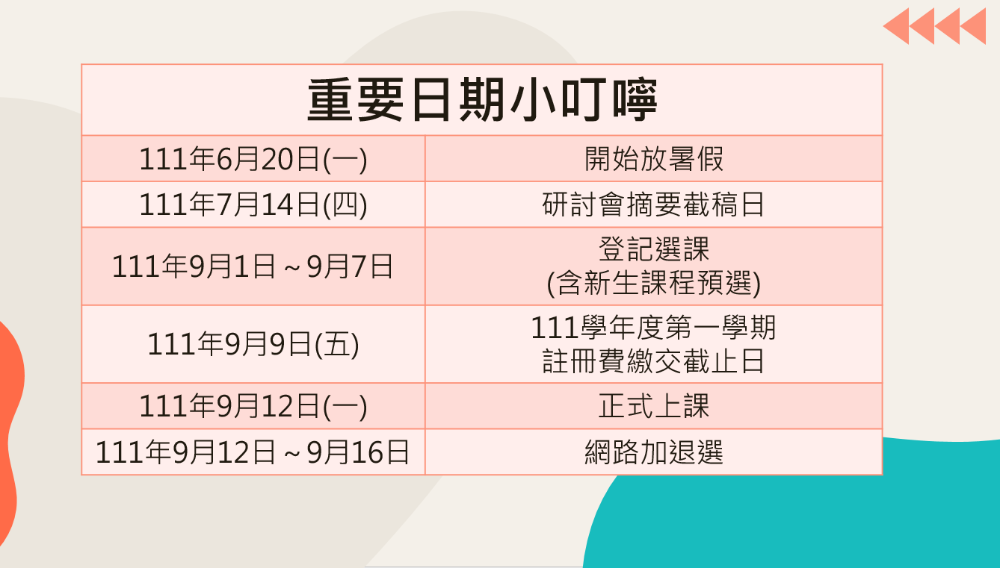 重要日期小叮嚀
111年6月20日(一)
開始放暑假
111年7月14日(四)
研討會摘要截稿日
111年9月1日～9月7日
登記選課
(含新生課程預選)
111年9月9日(五)
111學年度第一學期
註冊費繳交截止日
111年9月12日(一)
正式上課
111年9月12日～9月16日
網路加退選